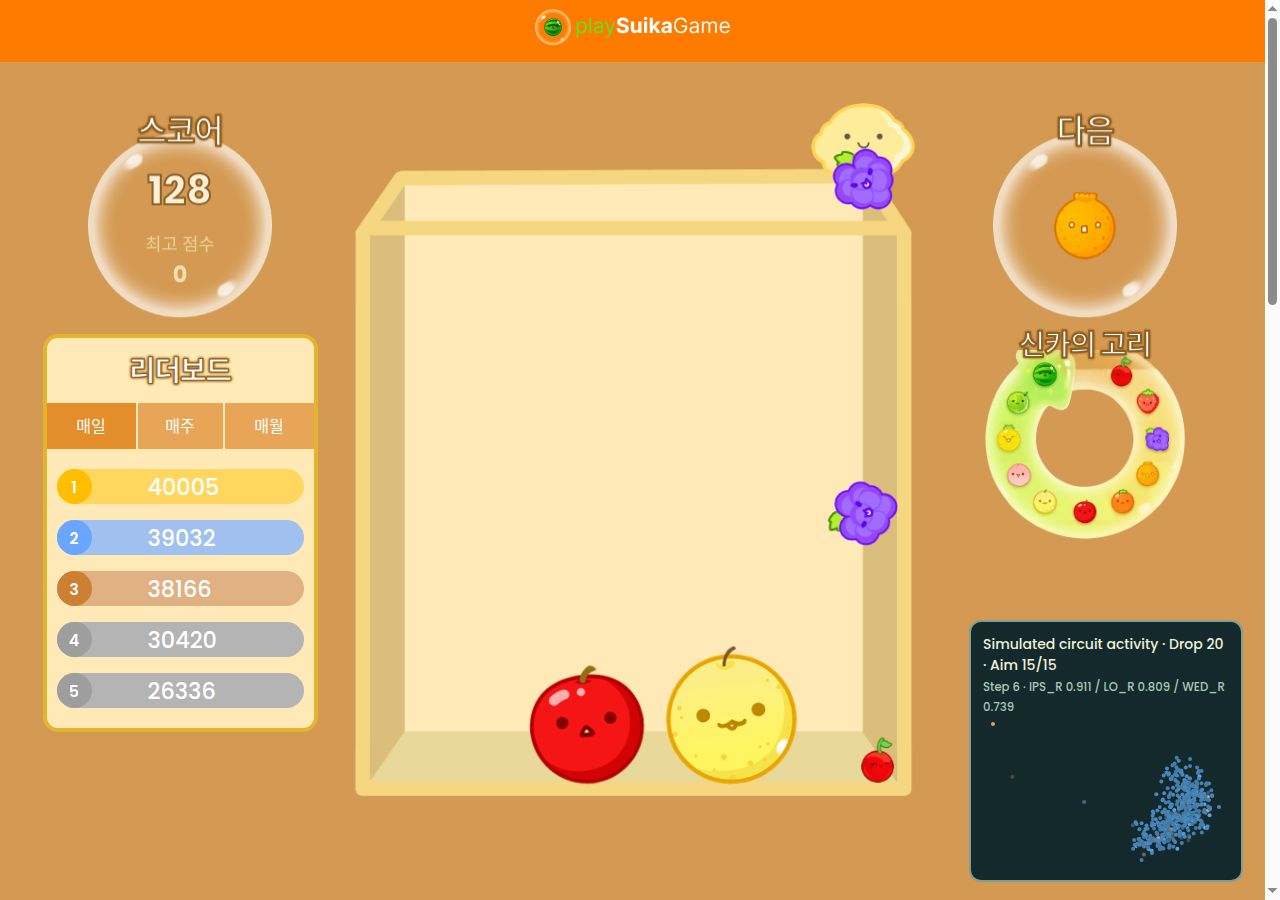 playSuikaGame
스코어
128
최고 점수
0
다음
신카의 고리
리더보드
매일 매주 매월
1 40005
2 39032
3 38166
4 30420
5 26336
Simulated circuit activity · Drop 20
· Aim 15/15
Step 6 · IPS_R 0.911 / LO_R 0.809 / WED_R
0.739